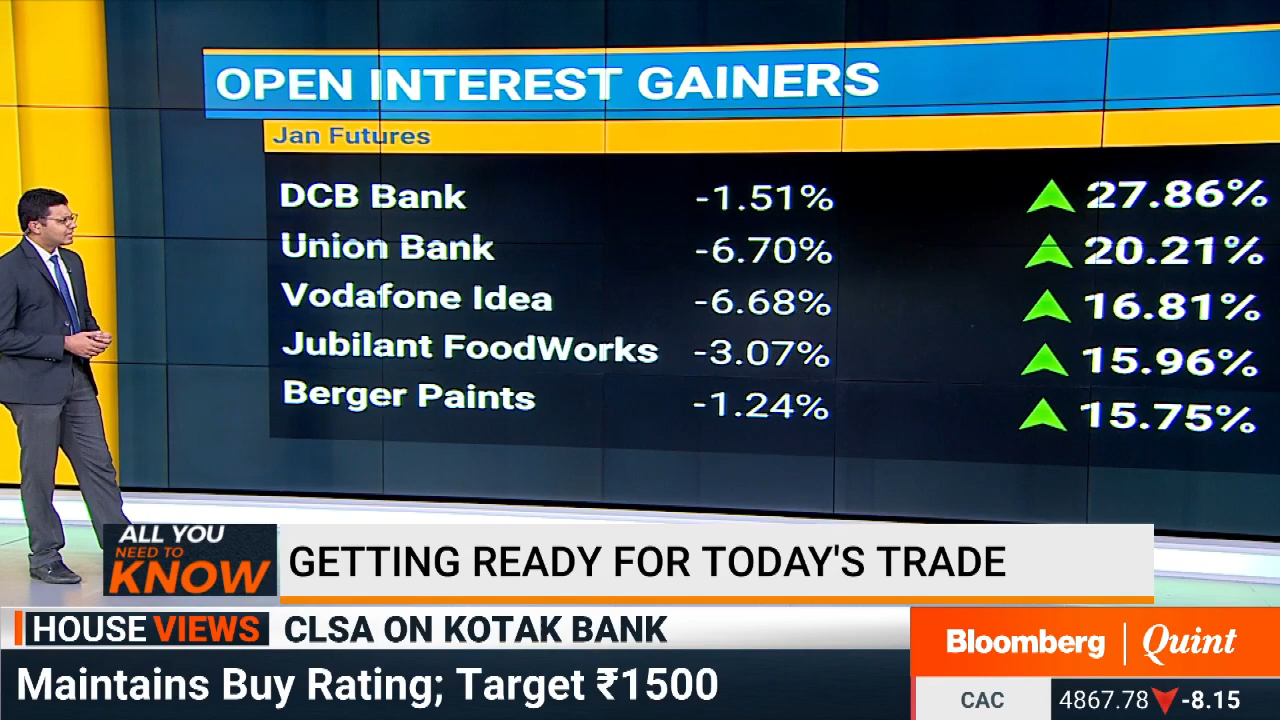 OPEN INTEREST GAINERS
Jan Futures
DCB Bank -1.51% 27.86%
Union Bank -6.70% 20.21%
Vodafone Idea -6.68% 16.81%
Jubilant FoodWorks -3.07% 15.96%
Berger Paints -1.24% 15.75%
ALL YOU
NEED TO
KNOW
GETTING READY FOR TODAY'S TRADE
HOUSE VIEWS CLSA ON KOTAK BANK
Maintains Buy Rating; Target ₹1500
Bloomberg | Quint
CAC 4867.78 -8.15